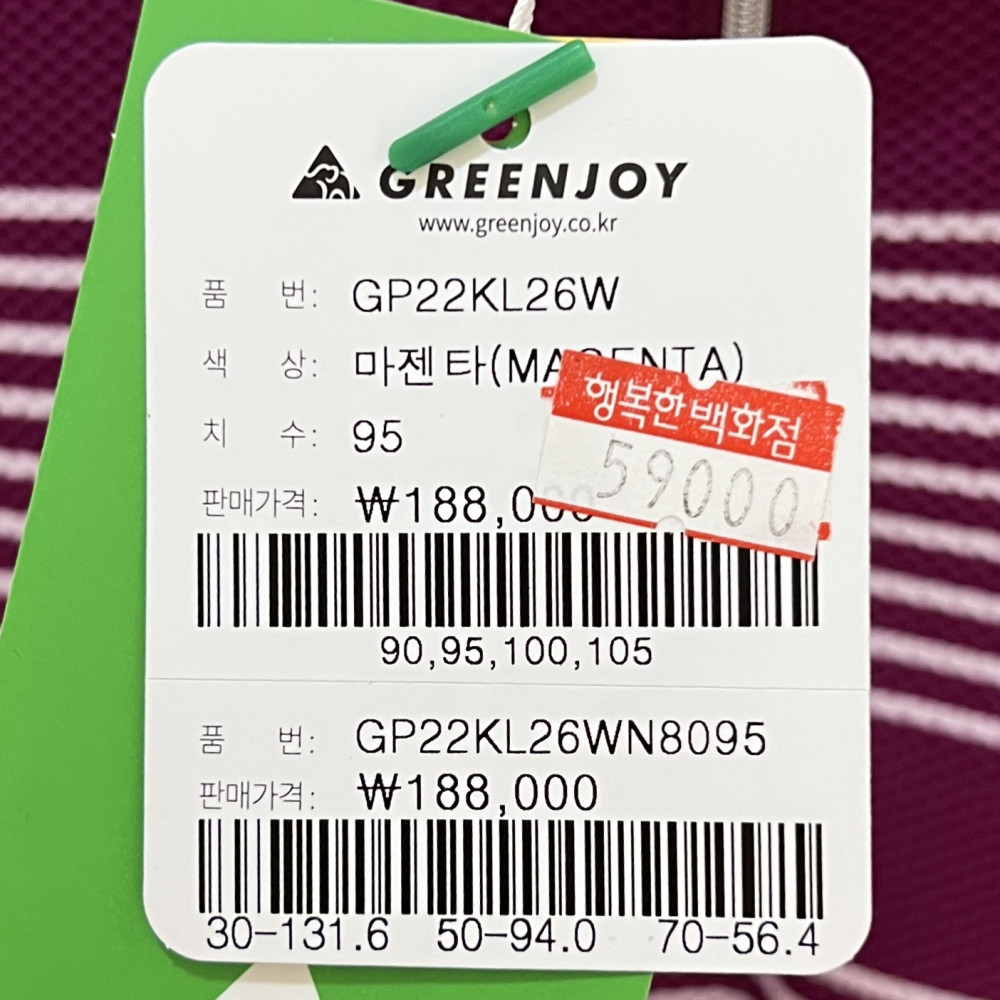 GREENJOY
www.greenjoy.co.kr
품 번: GP22KL26W
색 상: 마젠타(MAGENTA)
행복한백화점
치 수: 95
59000
판매가격: ₩188,000
90,95,100,105
품 번: GP22KL26WN8095
판매가격: ₩188,000
30-131.6 50-94.0 70-56.4